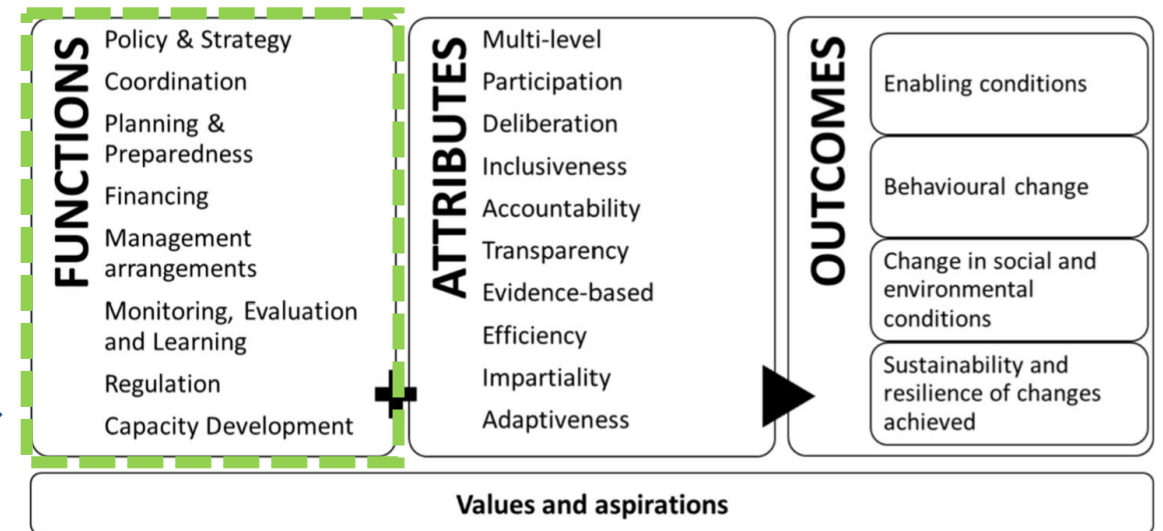 FUNCTIONS
Policy & Strategy
Coordination
Planning &
Preparedness
Financing
Management
arrangements
Monitoring, Evaluation
and Learning
Regulation
Capacity Development
ATTRIBUTES
Multi-level
Participation
Deliberation
Inclusiveness
Accountability
Transparency
Evidence-based
Efficiency
Impartiality
Adaptiveness
OUTCOMES
Enabling conditions
Behavioural change
Change in social and
environmental
conditions
Sustainability and
resilience of changes
achieved
Values and aspirations